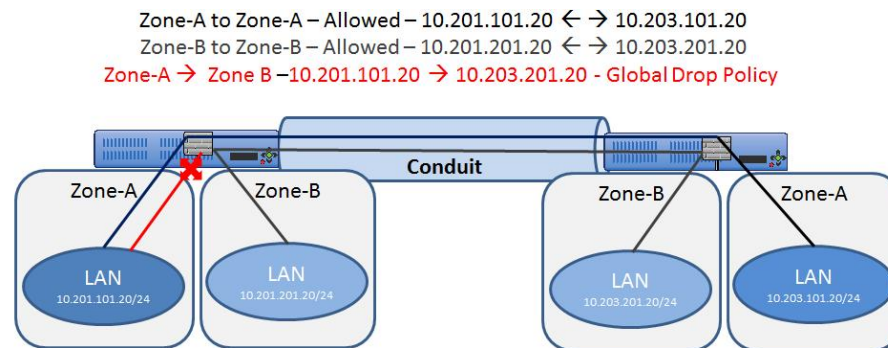 Zone-A to Zone-A – Allowed – 10.201.101.20 ← → 10.203.101.20
Zone-B to Zone-B – Allowed – 10.201.201.20 ← → 10.203.201.20
Zone-A → Zone B –10.201.101.20 → 10.203.201.20 - Global Drop Policy
Conduit
Zone-A
Zone-B
Zone-B
Zone-A
LAN
10.201.101.20/24
LAN
10.201.201.20/24
LAN
10.203.201.20/24
LAN
10.203.101.20/24